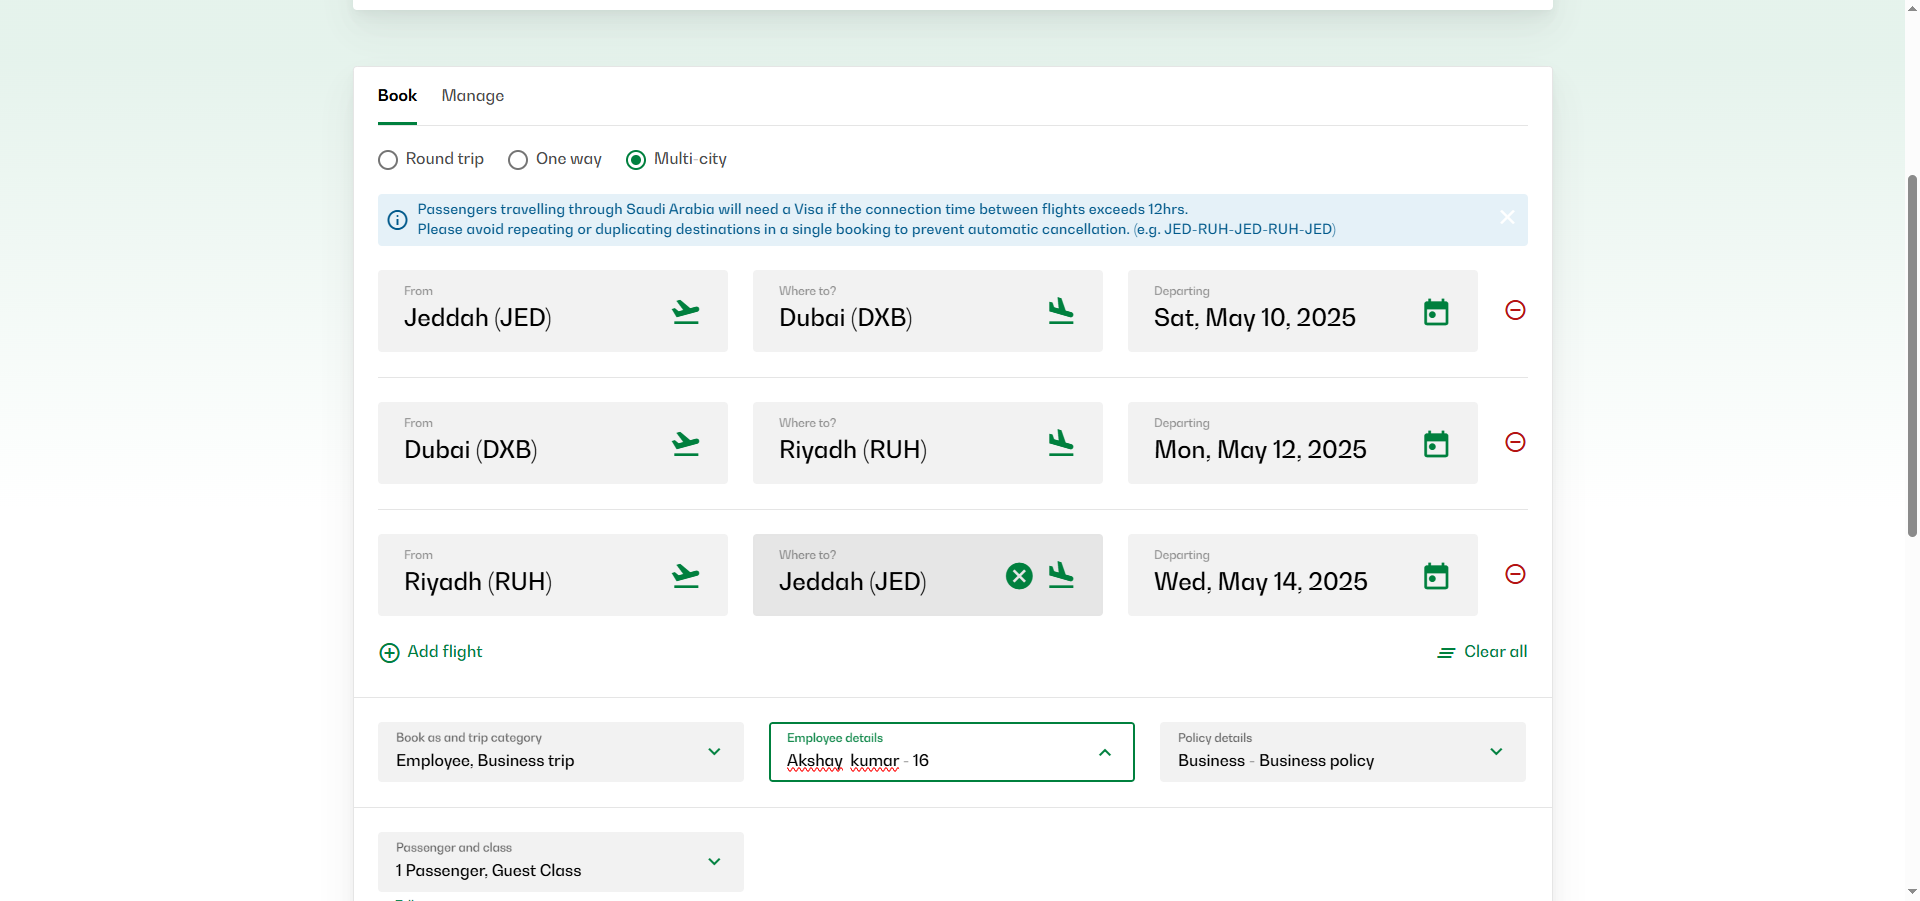 Book Manage
Round trip One way Multi-city
Passengers travelling through Saudi Arabia will need a Visa if the connection time between flights exceeds 12hrs.
Please avoid repeating or duplicating destinations in a single booking to prevent automatic cancellation. (e.g. JED-RUH-JED-RUH-JED)
From Where to? Departing
Jeddah (JED) Dubai (DXB) Sat, May 10, 2025
From Where to? Departing
Dubai (DXB) Riyadh (RUH) Mon, May 12, 2025
From Where to? Departing
Riyadh (RUH) Jeddah (JED) Wed, May 14, 2025
Add flight Clear all
Book as and trip category Employee details Policy details
Employee, Business trip Akshay kumar - 16 Business - Business policy
Passenger and class
1 Passenger, Guest Class